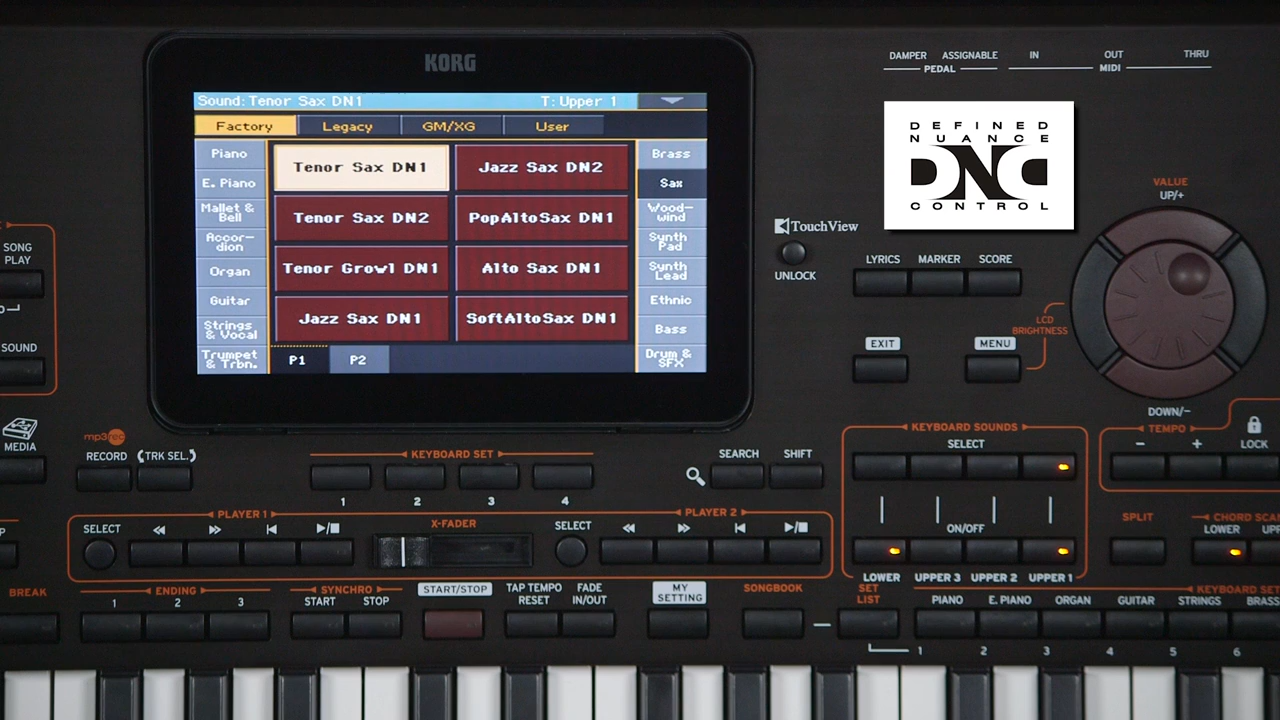 KORG
Sound:Tenor Sax DN1
T:Upper 1
Factory
Legacy
GM/XG
User
Piano
E. Piano
Mallet &
Bell
Accor-
dion
Organ
Guitar
Strings
& Vocal
Trumpet
& Trbn.
Tenor Sax DN1
Jazz Sax DN2
Tenor Sax DN2
PopAltoSax DN1
Tenor Growl DN1
Alto Sax DN1
Jazz Sax DN1
SoftAltoSax DN1
P1
P2
Brass
Sax
Wood-
wind
Synth
Pad
Synth
Lead
Ethnic
Bass
Drum &
SFX
DAMPER
ASSIGNABLE
PEDAL
IN
OUT
THRU
MIDI
DEFINED
NUANCE
DNC
CONTROL
VALUE
UP/+
DOWN/–
TouchView
UNLOCK
LYRICS
MARKER
SCORE
LCD
BRIGHTNESS
EXIT
MENU
SONG
PLAY
SOUND
MEDIA
mp3rec
RECORD
TRK SEL.
KEYBOARD SET
1
2
3
4
SEARCH
SHIFT
KEYBOARD SOUNDS
SELECT
ON/OFF
LOWER
UPPER 3
UPPER 2
UPPER 1
TEMPO
–
+
LOCK
SPLIT
CHORD SCA
LOWER
UPP
PLAYER 1
SELECT
X-FADER
PLAYER 2
SELECT
BREAK
ENDING
1
2
3
SYNCHRO
START
STOP
START/STOP
TAP TEMPO
RESET
FADE
IN/OUT
MY
SETTING
SONGBOOK
SET
LIST
KEYBOARD SET
PIANO
E. PIANO
ORGAN
GUITAR
STRINGS
BRASS
1
2
3
4
5
6